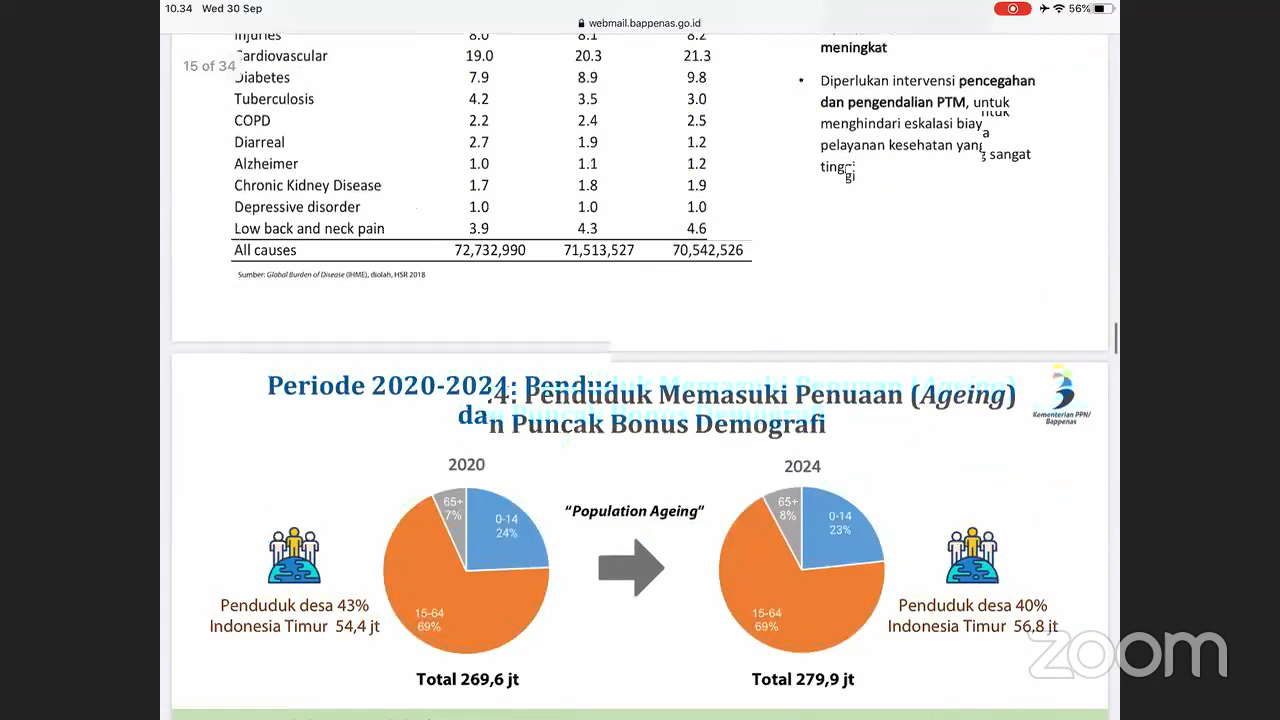 10.34 Wed 30 Sep
56%
webmail.bappenas.go.id
15 of 34
Injuries 8.0 8.1 8.2
Cardiovascular 19.0 20.3 21.3
Diabetes 7.9 8.9 9.8
Tuberculosis 4.2 3.5 3.0
COPD 2.2 2.4 2.5
Diarreal 2.7 1.9 1.2
Alzheimer 1.0 1.1 1.2
Chronic Kidney Disease 1.7 1.8 1.9
Depressive disorder 1.0 1.0 1.0
Low back and neck pain 3.9 4.3 4.6
All causes 72,732,990 71,513,527 70,542,526
Sumber: Global Burden of Disease (IHME), diolah, HSR 2018
meningkat
• Diperlukan intervensi pencegahan
dan pengendalian PTM, untuk
menghindari eskalasi biaya
pelayanan kesehatan yang sangat
tinggi
Periode 2020-2024: Penduduk Memasuki Penuaan (Ageing)
dan Puncak Bonus Demografi
Kementerian PPN/
Bappenas
2020
65+
7%
0-14
24%
15-64
69%
Total 269,6 jt
Penduduk desa 43%
Indonesia Timur 54,4 jt
“Population Ageing”
2024
65+
8%
0-14
23%
15-64
69%
Total 279,9 jt
Penduduk desa 40%
Indonesia Timur 56,8 jt
zoom